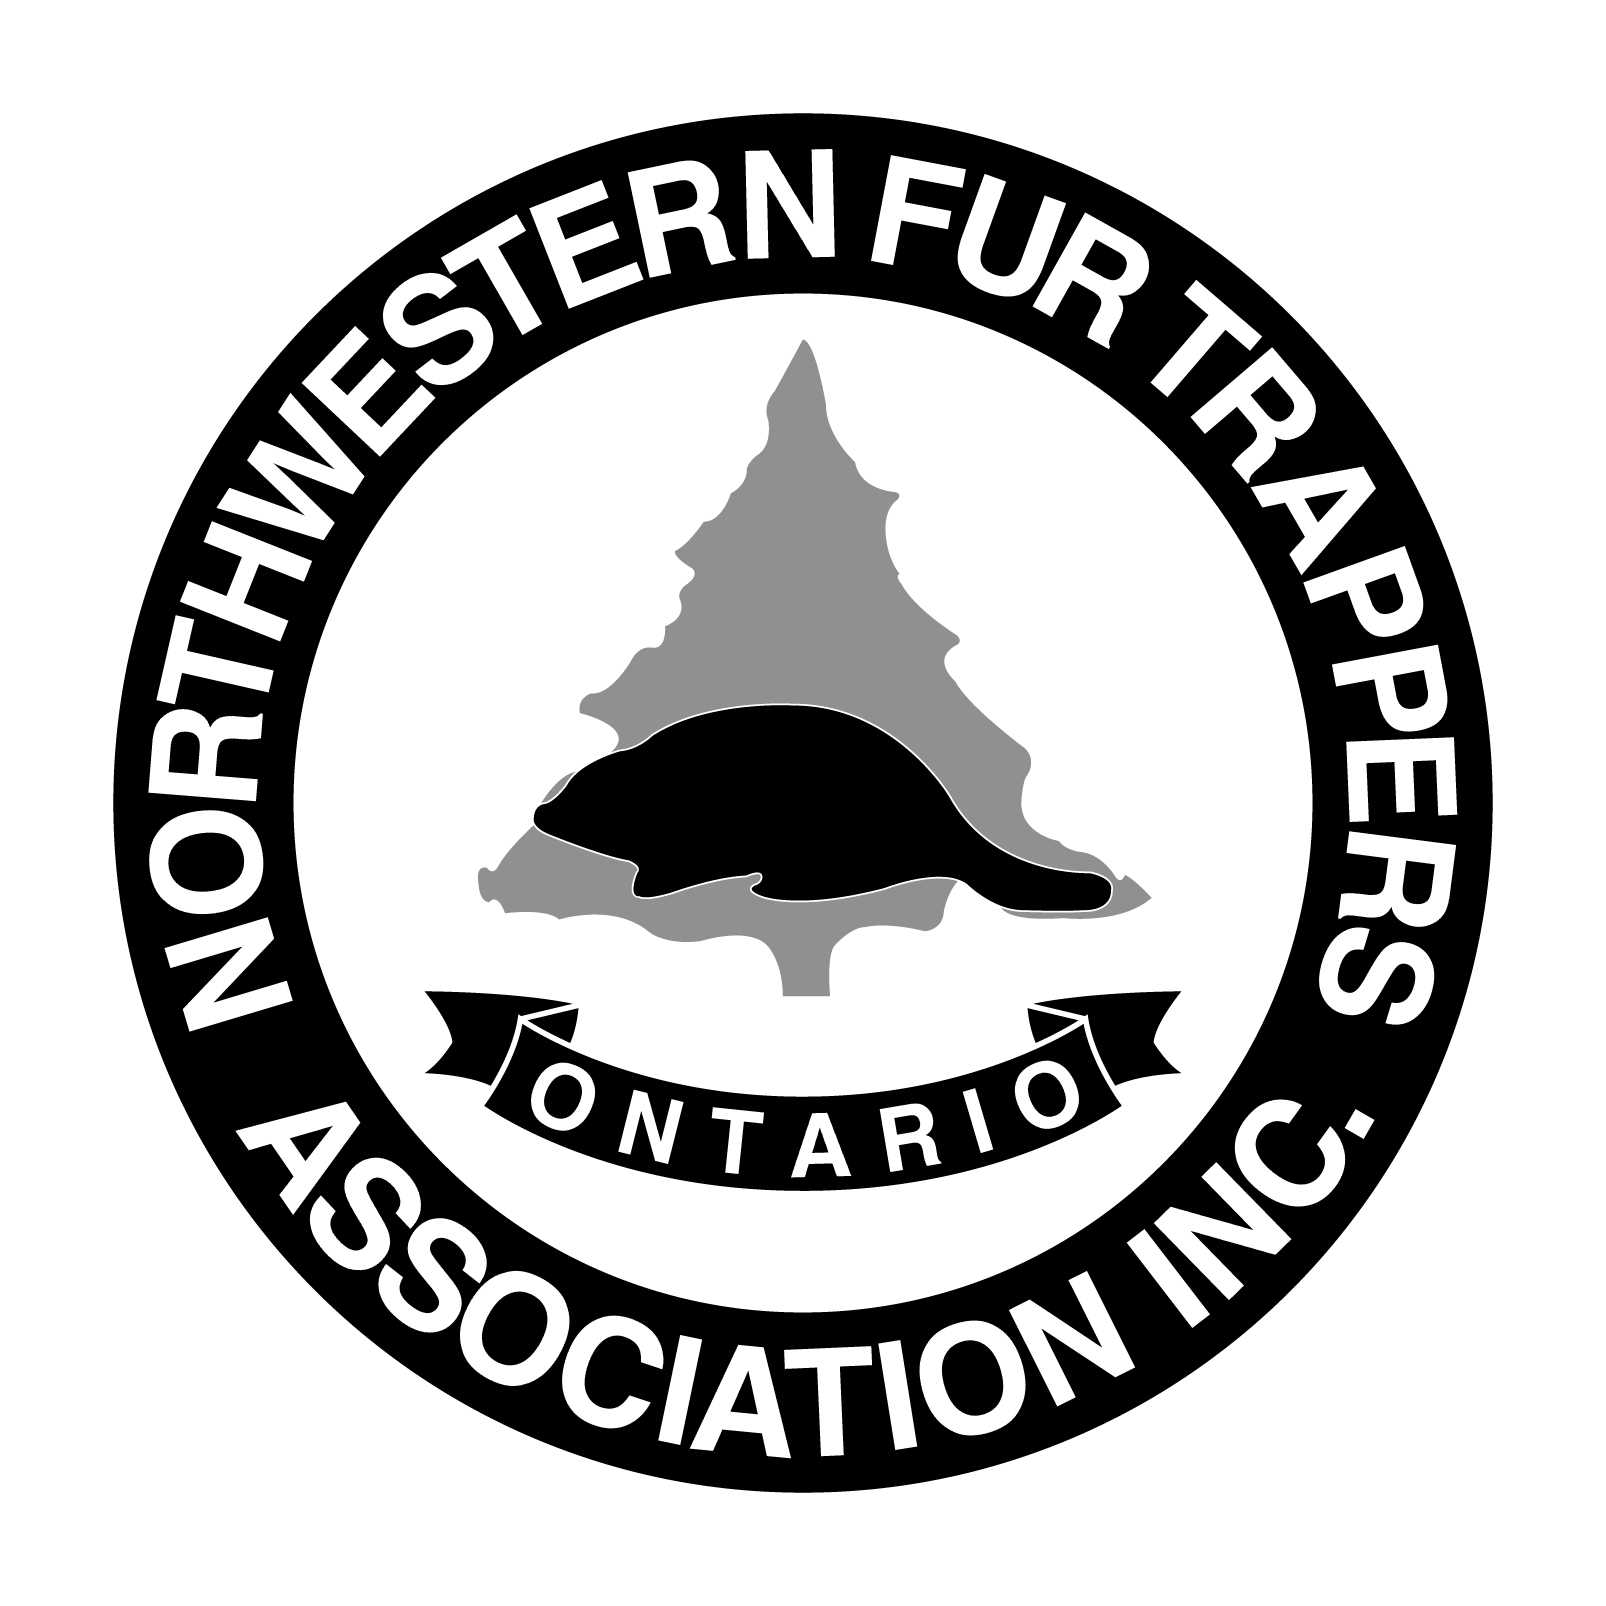 NORTHWESTERN FUR TRAPPERS
ONTARIO
ASSOCIATION INC.